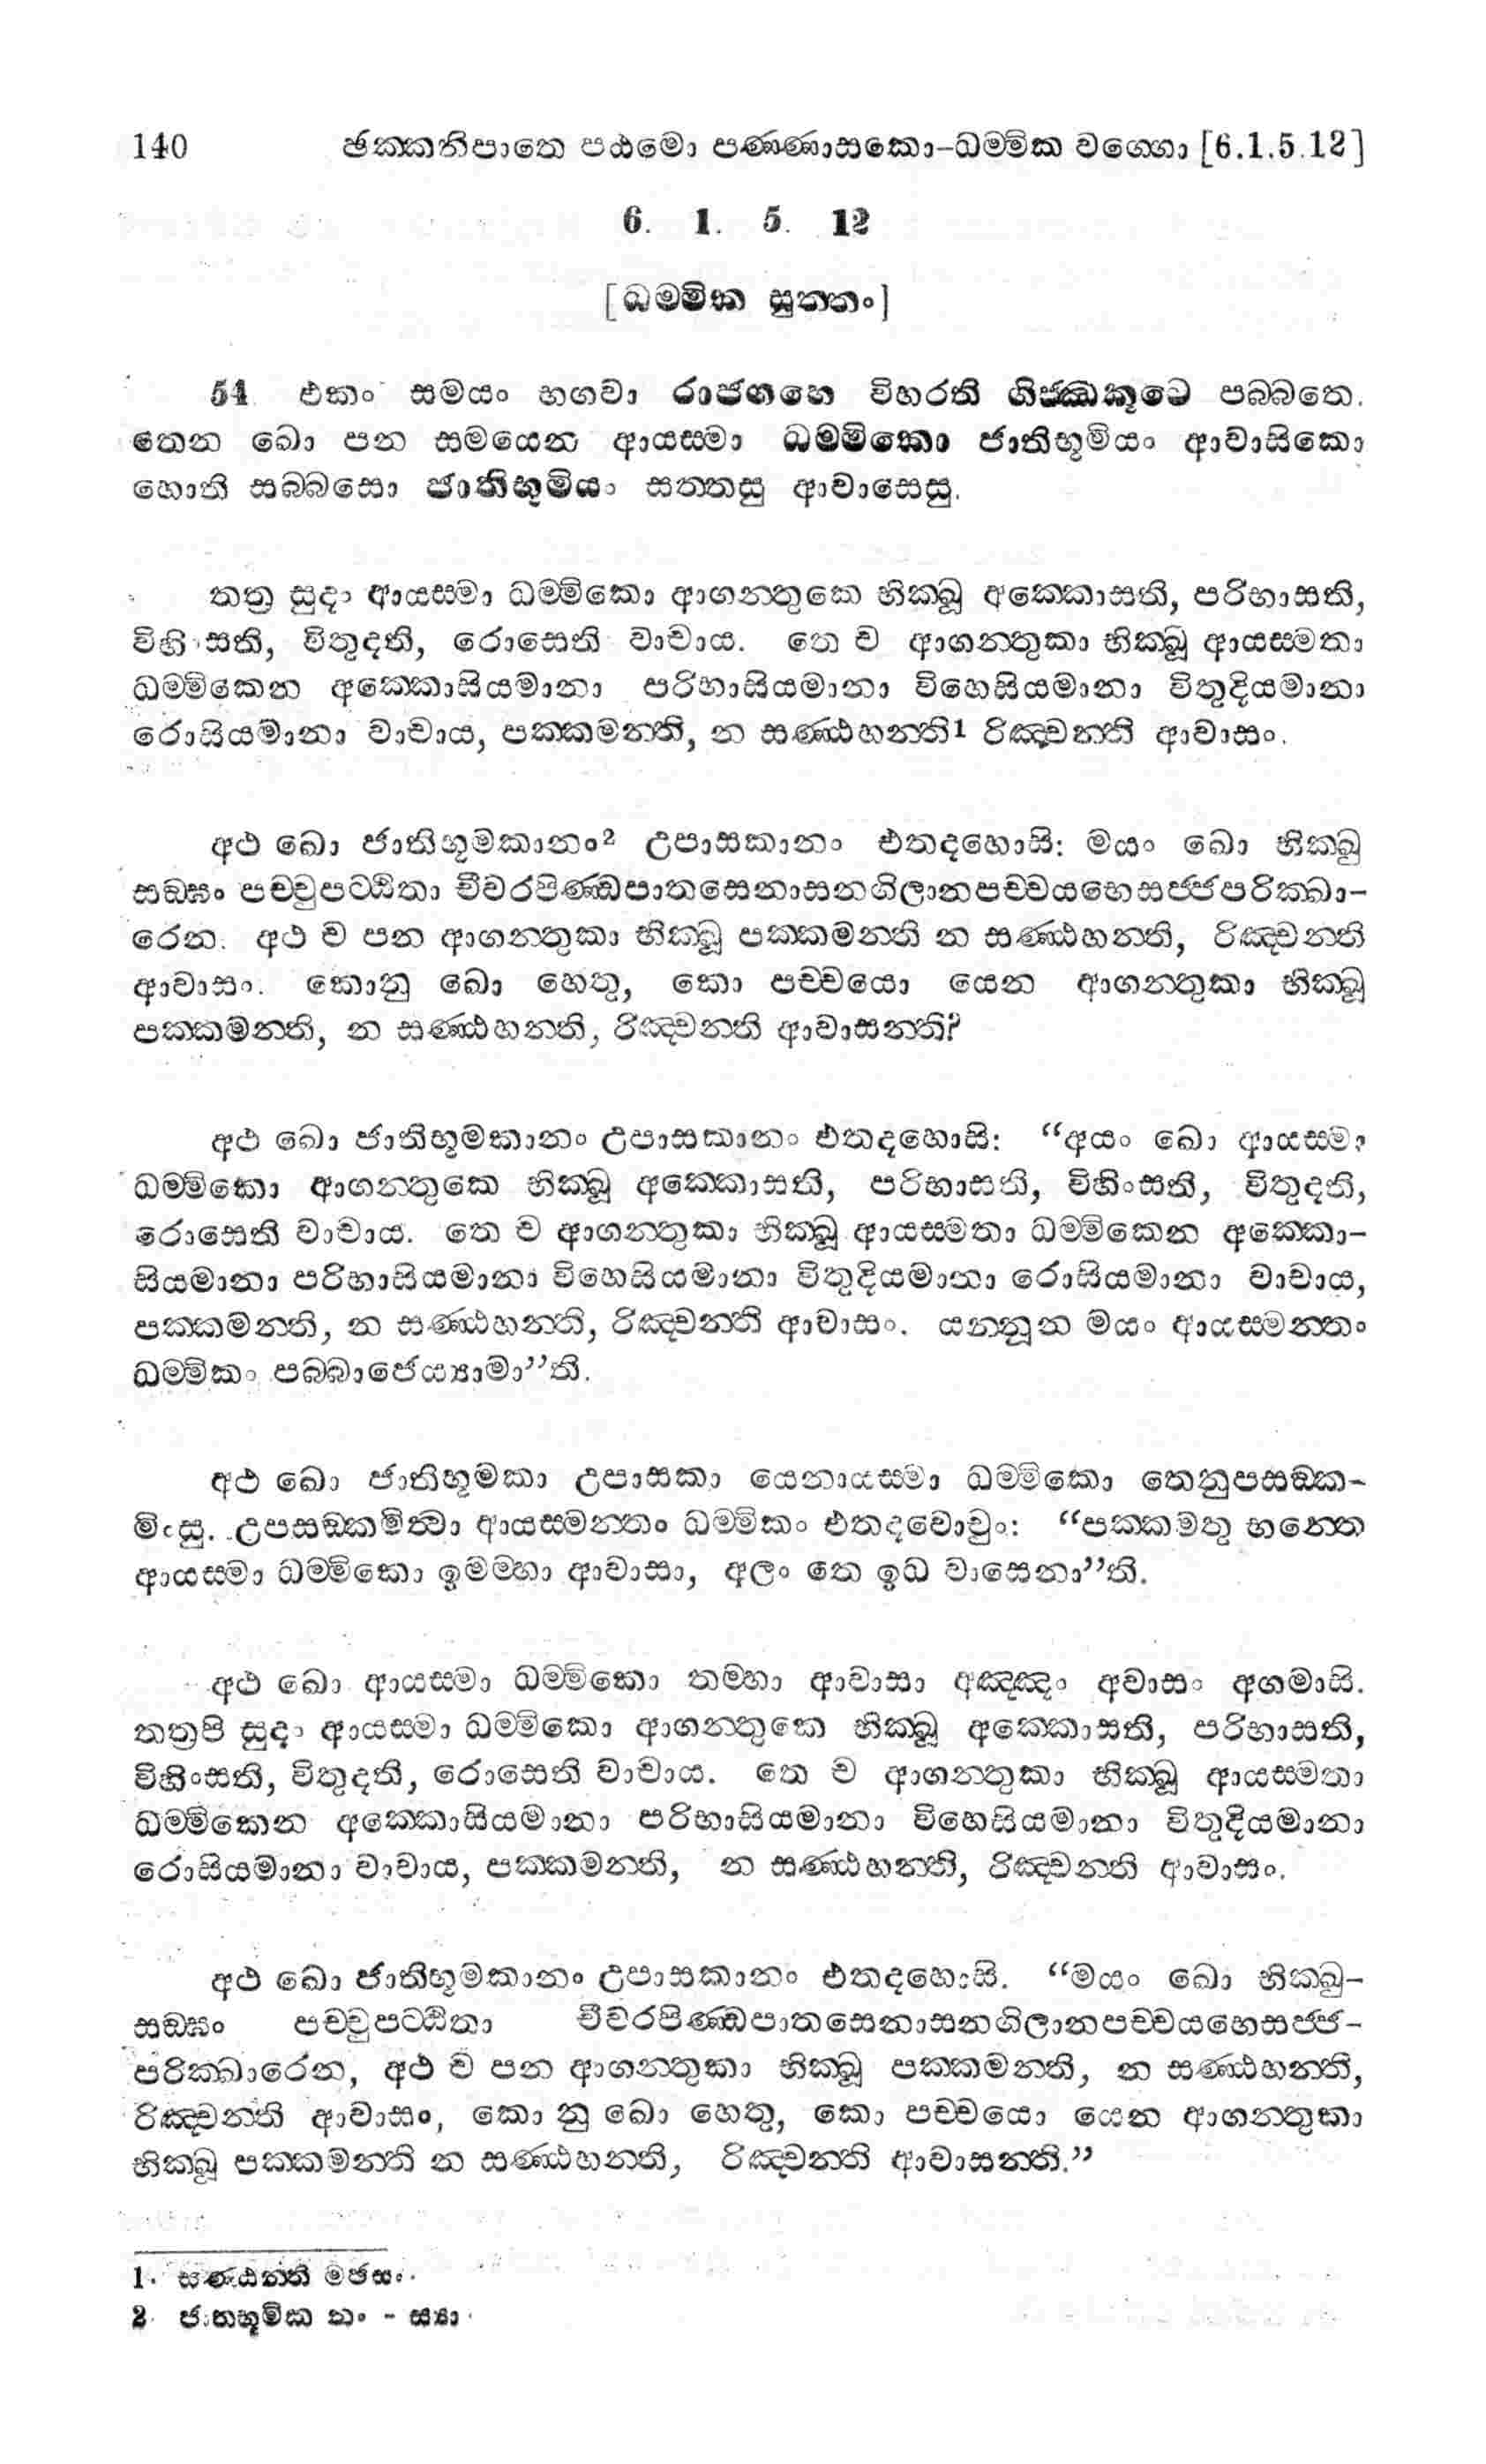 140 ඡක්කනිපාතෙ පඨමො පණ්ණාසකො-ධම්මික වග්ගො [6.1.5.12]
6. 1. 5. 12
[ධම්මික සුත්තං]
54 එකං සමයං භගවා රාජගහෙ විහරති ගිජ්ඣකූටෙ පබ්බතෙ.
තෙන ඛො පන සමයෙන ආයස්මා ධම්මිකො ජාතිභූමියං ආවාසිකො
හොති සබ්බසො ජාතිභූමියං සත්තසු ආවාසෙසු.
තත්‍ර සුදං ආයස්මා ධම්මිකො ආගන්තුකෙ භික්ඛූ අක්කොසති, පරිභාසති,
විහිංසති, විතුදති, රොසෙති වාචාය. තෙ ච ආගන්තුකා භික්ඛූ ආයස්මතා
ධම්මිකෙන අක්කොසියමානා පරිභාසියමානා විහෙසියමානා විතුදියමානා
රොසියමානා වාචාය, පක්කමන්ති, න සණ්ඨහන්ති1 රිඤ්චන්ති ආවාසං.
අථ ඛො ජාතිභූමකානං2 උපාසකානං එතදහොසි: මයං ඛො භික්ඛු
සඞ්ඝං පච්චුපට්ඨිතා චීවරපිණ්ඩපාතසෙනාසනගිලානපච්චයභෙසජ්ජපරික්ඛා-
රෙන. අථ ච පන ආගන්තුකා භික්ඛූ පක්කමන්ති න සණ්ඨහන්ති, රිඤ්චන්ති
ආවාසං. කොනු ඛො හෙතු, කො පච්චයො යෙන ආගන්තුකා භික්ඛූ
පක්කමන්ති, න සණ්ඨහන්ති, රිඤ්චන්ති ආවාසන්ති?
අථ ඛො ජාතිභූමකානං උපාසකානං එතදහොසි: “අයං ඛො ආයස්මා
ධම්මිකො ආගන්තුකෙ භික්ඛූ අක්කොසති, පරිභාසති, විහිංසති, විතුදති,
රොසෙති වාචාය. තෙ ච ආගන්තුකා භික්ඛූ ආයස්මතා ධම්මිකෙන අක්කො-
සියමානා පරිභාසියමානා විහෙසියමානා විතුදියමානා රොසියමානා වාචාය,
පක්කමන්ති, න සණ්ඨහන්ති, රිඤ්චන්ති ආවාසං. යන්නූන මයං ආයස්මන්තං
ධම්මිකං පබ්බාජෙය්‍යාමා”ති.
අථ ඛො ජාතිභූමකා උපාසකා යෙනායස්මා ධම්මිකො තෙනුපසඞ්ක-
මිංසු. උපසඞ්කමිත්‍වා ආයස්මන්තං ධම්මිකං එතදවොචුං: “පක්කමතු භන්තෙ
ආයස්මා ධම්මිකො ඉමම්හා ආවාසා, අලං තෙ ඉධ වාසෙනා”ති.
අථ ඛො ආයස්මා ධම්මිකො තම්හා ආවාසා අඤ්ඤං අවාසං අගමාසි.
තත්‍රපි සුදං ආයස්මා ධම්මිකො ආගන්තුකෙ භික්ඛූ අක්කොසති, පරිභාසති,
විහිංසති, විතුදති, රොසෙති වාචාය. තෙ ච ආගන්තුකා භික්ඛූ ආයස්මතා
ධම්මිකෙන අක්කොසියමානා පරිභාසියමානා විහෙසියමානා විතුදියමානා
රොසියමානා වාචාය, පක්කමන්ති, න සණ්ඨහන්ති, රිඤ්චන්ති ආවාසං.
අථ ඛො ජාතිභූමකානං උපාසකානං එතදහොසි. “මයං ඛො භික්ඛු-
සඞ්ඝං පච්චුපට්ඨිතා චීවරපිණ්ඩපාතසෙනාසනගිලානපච්චයභෙසජ්ජ-
පරික්ඛාරෙන, අථ ච පන ආගන්තුකා භික්ඛූ පක්කමන්ති, න සණ්ඨහන්ති,
රිඤ්චන්ති ආවාසං, කො නු ඛො හෙතු, කො පච්චයො යෙන ආගන්තුකා
භික්ඛූ පක්කමන්ති න සණ්ඨහන්ති, රිඤ්චන්ති ආවාසන්ති.”
1. සණ්ඨන්ති මඡසං.
2 ජාතභූමික නං - ස්‍යා